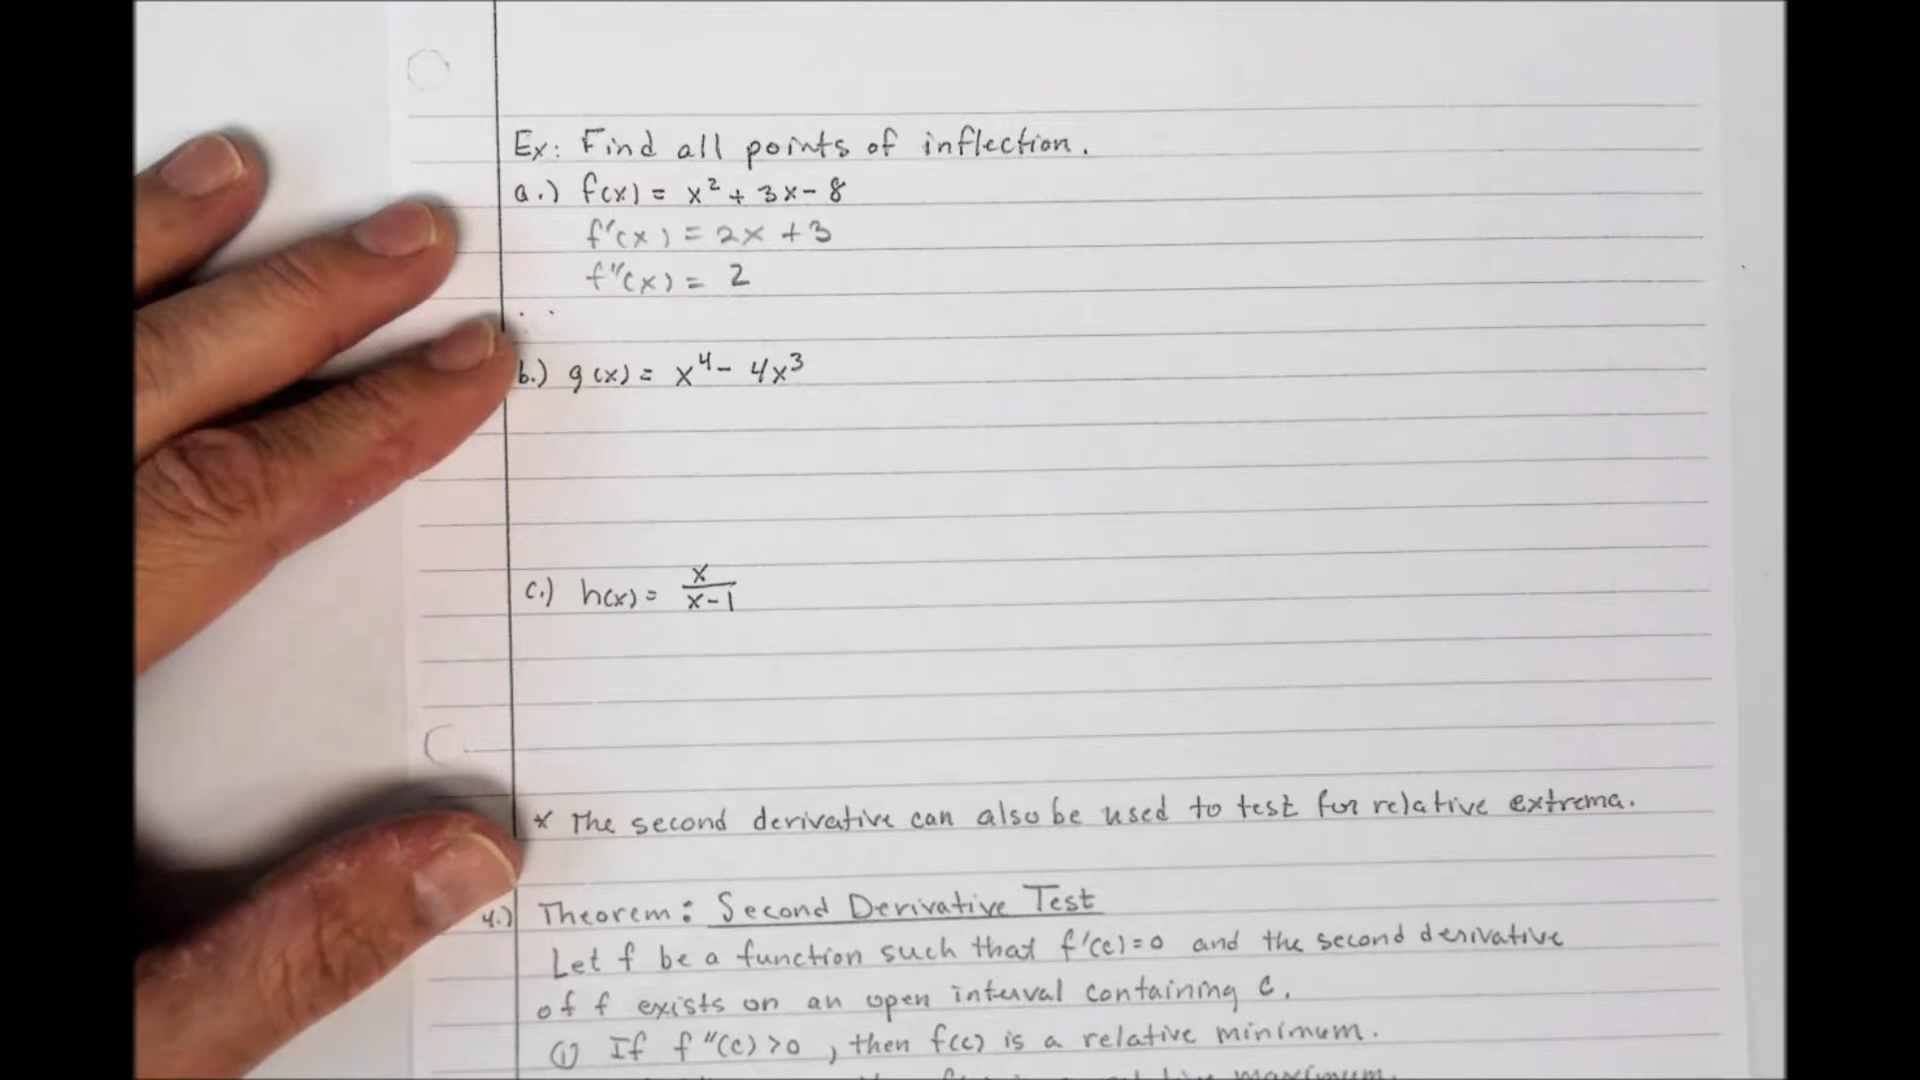 Ex: Find all points of inflection.
a.) f(x) = x² + 3x - 8
f'(x) = 2x + 3
f''(x) = 2
b.) g(x) = x⁴ - 4x³
c.) h(x) = x/(x-1)
* The second derivative can also be used to test for relative extrema.
4.) Theorem: Second Derivative Test
Let f be a function such that f'(c)=0 and the second derivative
of f exists on an open interval containing c.
(1) If f''(c) > 0, then f(c) is a relative minimum.
maximum.